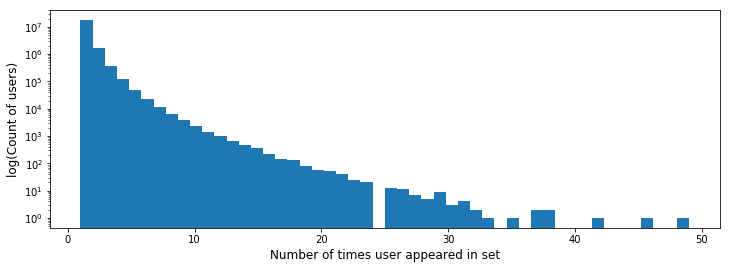 log(Count of users)
10⁷
10⁶
10⁵
10⁴
10³
10²
10¹
10⁰
0 10 20 30 40 50
Number of times user appeared in set